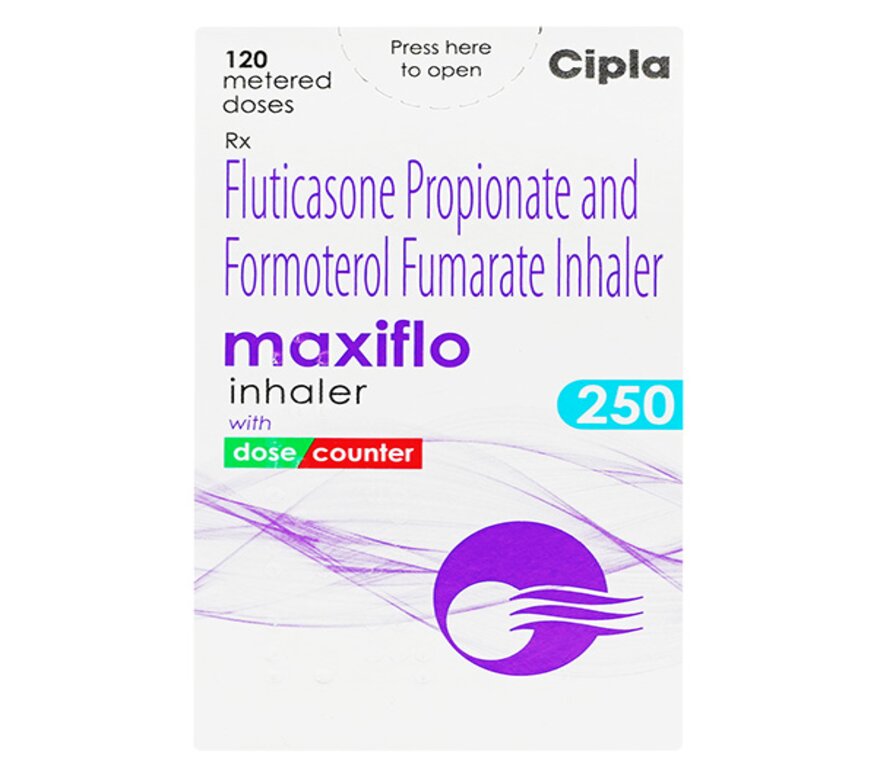 120
metered
doses
Press here
to open
Cipla
Rx
Fluticasone Propionate and
Formoterol Fumarate Inhaler
maxiflo
inhaler
with
dose counter
250